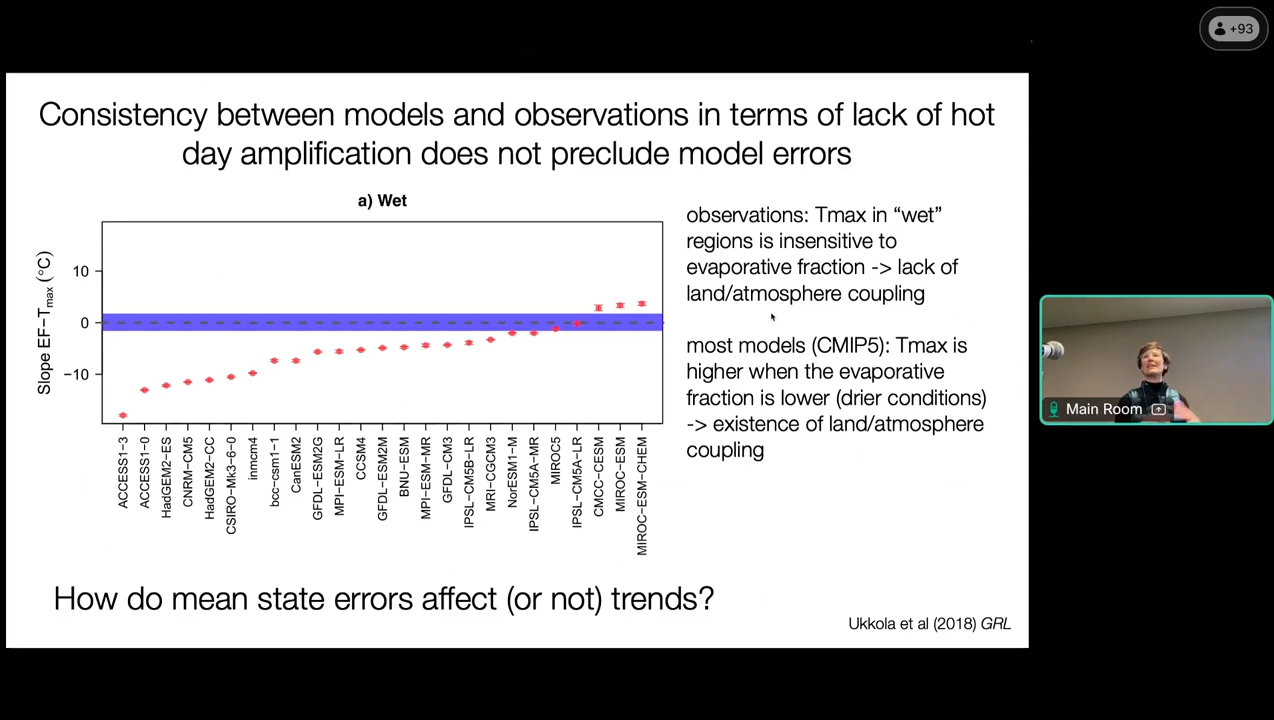 +93
Consistency between models and observations in terms of lack of hot
day amplification does not preclude model errors
a) Wet
Slope EF−Tmax (°C)
10
0
−10
ACCESS1−3
ACCESS1−0
HadGEM2−ES
CNRM−CM5
HadGEM2−CC
CSIRO−Mk3−6−0
inmcm4
bcc−csm1−1
CanESM2
GFDL−ESM2G
MPI−ESM−LR
CCSM4
GFDL−ESM2M
BNU−ESM
MPI−ESM−MR
GFDL−CM3
IPSL−CM5B−LR
MRI−CGCM3
NorESM1−M
IPSL−CM5A−MR
MIROC5
IPSL−CM5A−LR
CMCC−CESM
MIROC−ESM
MIROC−ESM−CHEM
observations: Tmax in “wet”
regions is insensitive to
evaporative fraction -> lack of
land/atmosphere coupling
most models (CMIP5): Tmax is
higher when the evaporative
fraction is lower (drier conditions)
-> existence of land/atmosphere
coupling
Main Room
How do mean state errors affect (or not) trends?
Ukkola et al (2018) GRL